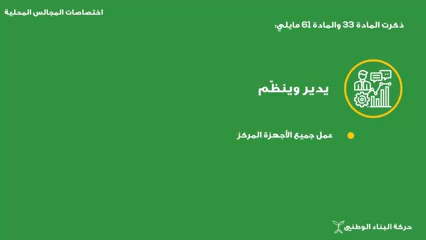 اختصاصات المجالس المحلية
ذكرت المادة 33 والمادة 61 مايلي:
يدير وينظّم
عمل جميع الأجهزة المركز
حركة البناء الوطني